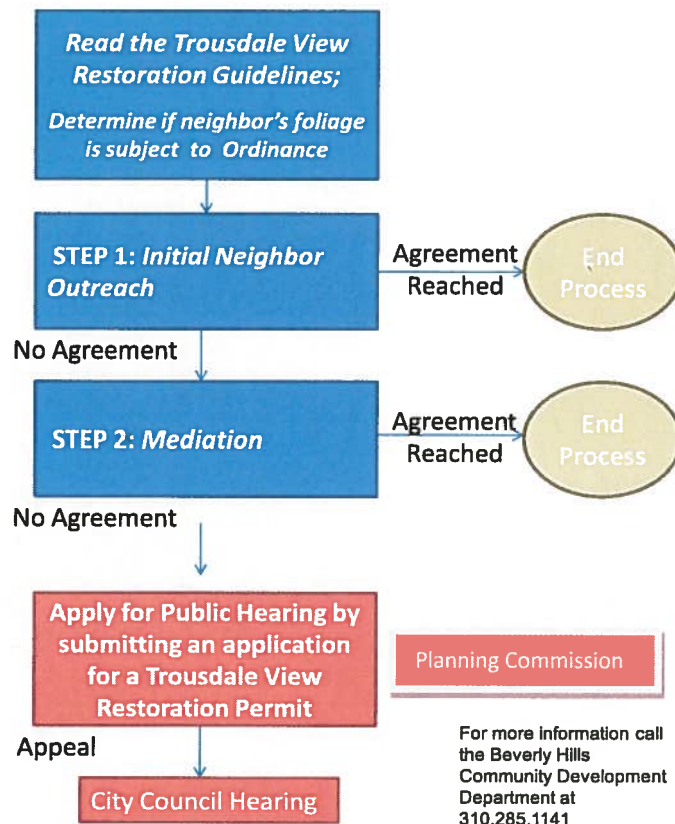 Read the Trousdale View
Restoration Guidelines;
Determine if neighbor's foliage
is subject to Ordinance
STEP 1: Initial Neighbor
Outreach
Agreement
Reached
End
Process
No Agreement
STEP 2: Mediation
Agreement
Reached
End
Process
No Agreement
Apply for Public Hearing by
submitting an application
for a Trousdale View
Restoration Permit
Planning Commission
Appeal
City Council Hearing
For more information call
the Beverly Hills
Community Development
Department at
310.285.1141